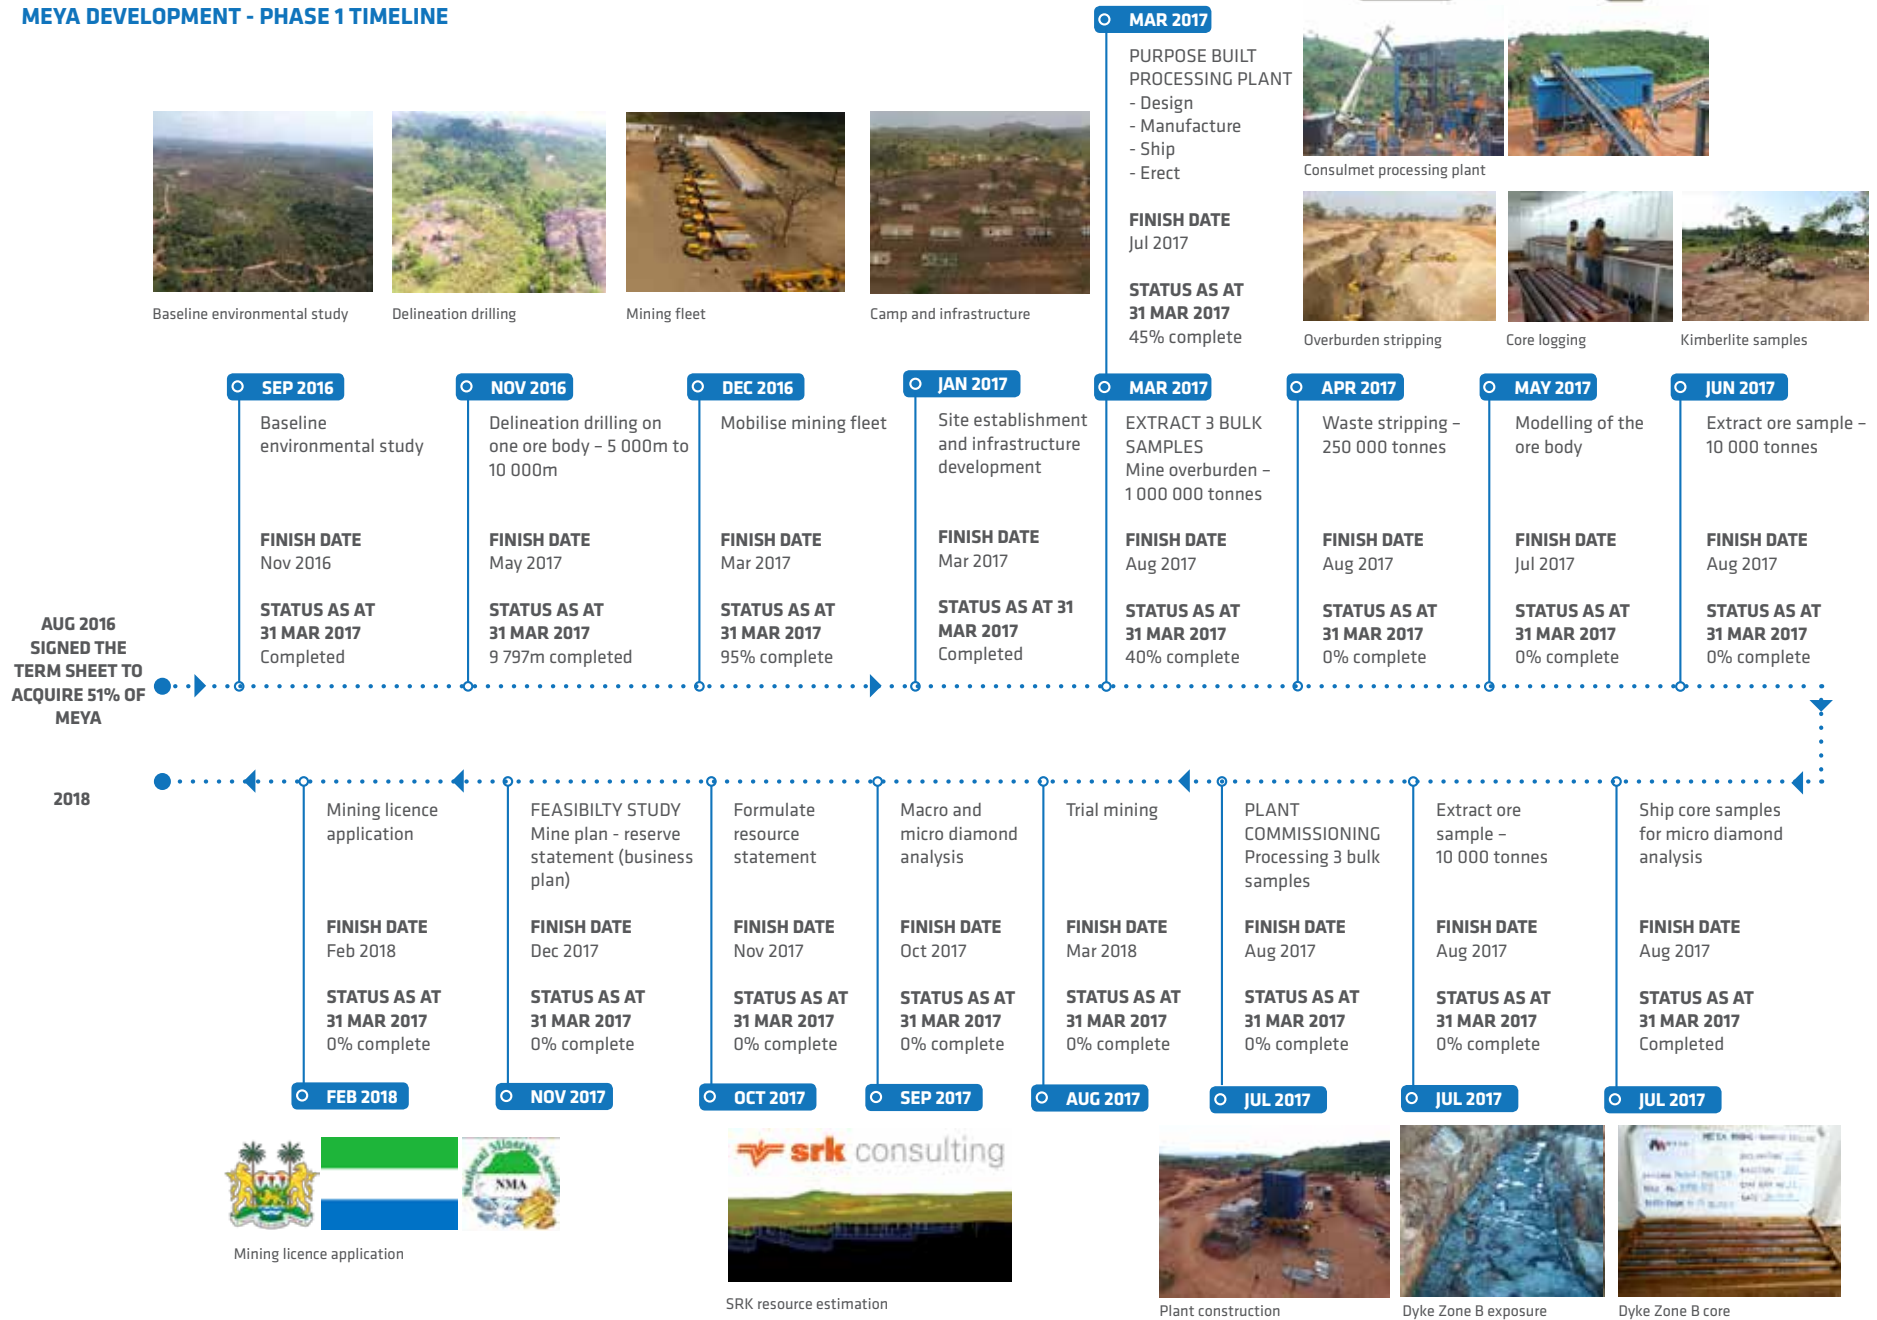 MEYA DEVELOPMENT - PHASE 1 TIMELINE
MAR 2017
PURPOSE BUILT
PROCESSING PLANT
- Design
- Manufacture
- Ship
- Erect
FINISH DATE
Jul 2017
STATUS AS AT
31 MAR 2017
45% complete
Consulmet processing plant
Baseline environmental study
Delineation drilling
Mining fleet
Camp and infrastructure
Overburden stripping
Core logging
Kimberlite samples
SEP 2016
Baseline
environmental study
FINISH DATE
Nov 2016
STATUS AS AT
31 MAR 2017
Completed
NOV 2016
Delineation drilling on
one ore body – 5 000m to
10 000m
FINISH DATE
May 2017
STATUS AS AT
31 MAR 2017
9 797m completed
DEC 2016
Mobilise mining fleet
FINISH DATE
Mar 2017
STATUS AS AT
31 MAR 2017
95% complete
JAN 2017
Site establishment
and infrastructure
development
FINISH DATE
Mar 2017
STATUS AS AT 31
MAR 2017
Completed
MAR 2017
EXTRACT 3 BULK
SAMPLES
Mine overburden –
1 000 000 tonnes
FINISH DATE
Aug 2017
STATUS AS AT
31 MAR 2017
40% complete
APR 2017
Waste stripping –
250 000 tonnes
FINISH DATE
Aug 2017
STATUS AS AT
31 MAR 2017
0% complete
MAY 2017
Modelling of the
ore body
FINISH DATE
Jul 2017
STATUS AS AT
31 MAR 2017
0% complete
JUN 2017
Extract ore sample –
10 000 tonnes
FINISH DATE
Aug 2017
STATUS AS AT
31 MAR 2017
0% complete
AUG 2016
SIGNED THE
TERM SHEET TO
ACQUIRE 51% OF
MEYA
2018
Mining licence
application
FINISH DATE
Feb 2018
STATUS AS AT
31 MAR 2017
0% complete
FEB 2018
FEASIBILTY STUDY
Mine plan - reserve
statement (business
plan)
FINISH DATE
Dec 2017
STATUS AS AT
31 MAR 2017
0% complete
NOV 2017
Formulate
resource
statement
FINISH DATE
Nov 2017
STATUS AS AT
31 MAR 2017
0% complete
OCT 2017
Macro and
micro diamond
analysis
FINISH DATE
Oct 2017
STATUS AS AT
31 MAR 2017
0% complete
SEP 2017
Trial mining
FINISH DATE
Mar 2018
STATUS AS AT
31 MAR 2017
0% complete
AUG 2017
PLANT
COMMISSIONING
Processing 3 bulk
samples
FINISH DATE
Aug 2017
STATUS AS AT
31 MAR 2017
0% complete
JUL 2017
Extract ore
sample –
10 000 tonnes
FINISH DATE
Aug 2017
STATUS AS AT
31 MAR 2017
0% complete
JUL 2017
Ship core samples
for micro diamond
analysis
FINISH DATE
Aug 2017
STATUS AS AT
31 MAR 2017
Completed
JUL 2017
National Minerals Agency
NMA
Mining licence application
srk consulting
SRK resource estimation
Plant construction
Dyke Zone B exposure
Dyke Zone B core